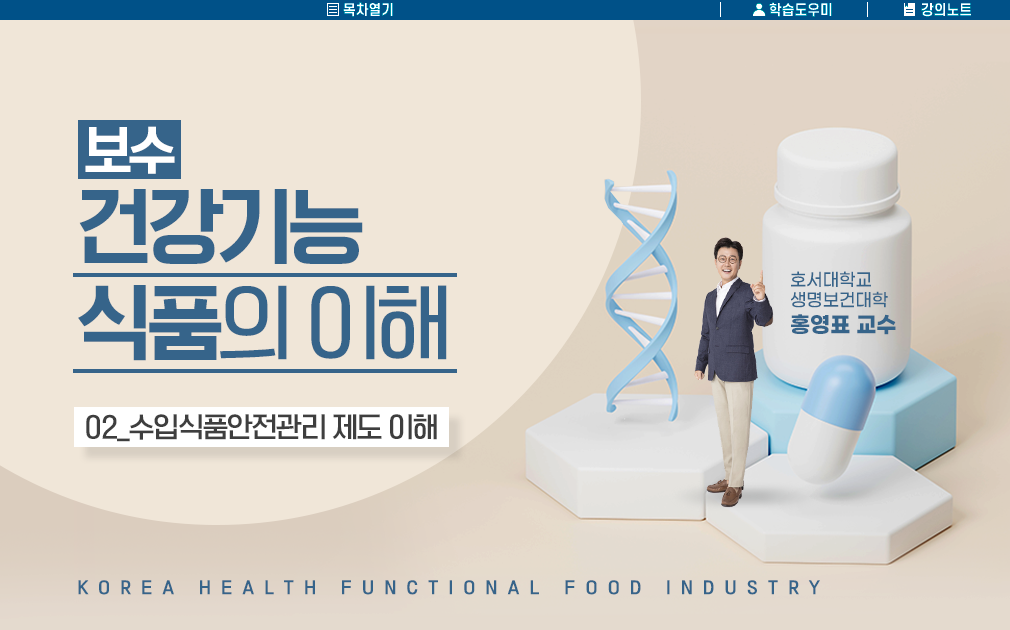 목차열기
학습도우미
강의노트
보수
건강기능
식품의 이해
02_수입식품안전관리 제도 이해
호서대학교
생명보건대학
홍영표 교수
KOREA HEALTH FUNCTIONAL FOOD INDUSTRY